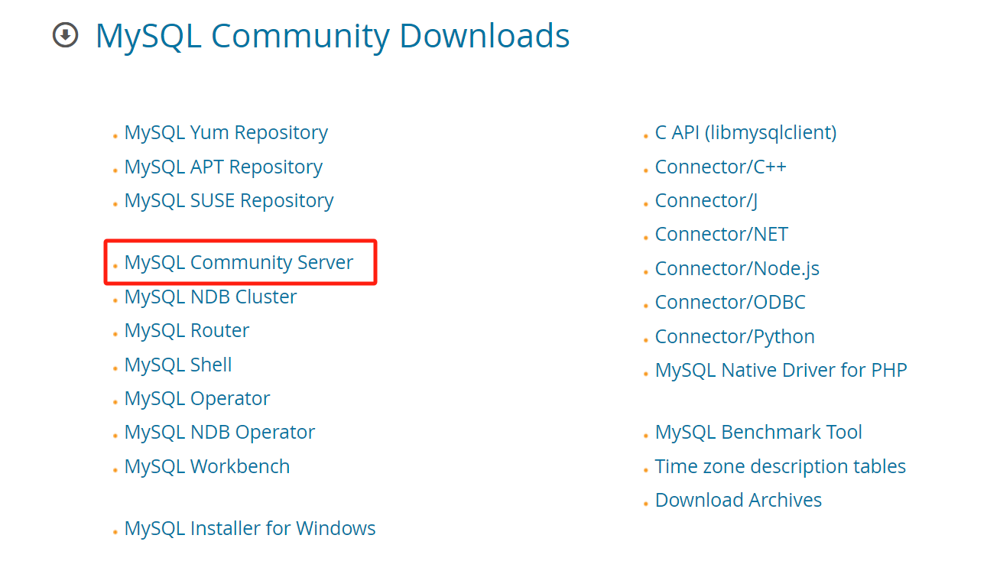 MySQL Community Downloads
MySQL Yum Repository
MySQL APT Repository
MySQL SUSE Repository
MySQL Community Server
MySQL NDB Cluster
MySQL Router
MySQL Shell
MySQL Operator
MySQL NDB Operator
MySQL Workbench
MySQL Installer for Windows
C API (libmysqlclient)
Connector/C++
Connector/J
Connector/NET
Connector/Node.js
Connector/ODBC
Connector/Python
MySQL Native Driver for PHP
MySQL Benchmark Tool
Time zone description tables
Download Archives